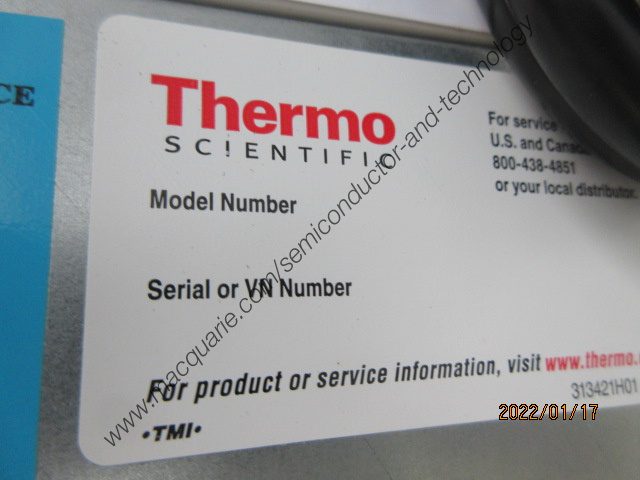 CE
Thermo
SCIENTIFIC
For service
U.S. and
800-438-4851
or your local distributor.
Model Number
Serial or VN Number
For product or service information, visit www.thermo.
313421H01
•TMI•
2022/01/17
www.macquarie.com/semiconductor-and-technology